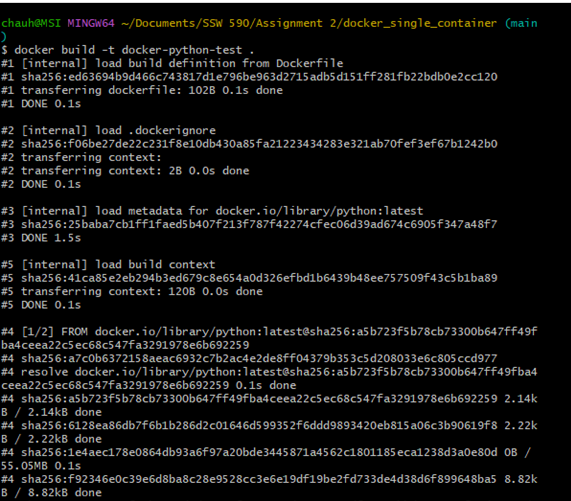 chauh@MSI MINGW64 ~/Documents/SSW 590/Assignment 2/docker_single_container (main
)
$ docker build -t docker-python-test .
#1 [internal] load build definition from Dockerfile
#1 sha256:ed63694b9d466c743817d1e796be963d2715adb5d151ff281fb22bdb0e2cc120
#1 transferring dockerfile: 102B 0.1s done
#1 DONE 0.1s
#2 [internal] load .dockerignore
#2 sha256:f06be27de22c231f8e10db430a85fa21223434283e321ab70fef3ef67b1242b0
#2 transferring context:
#2 transferring context: 2B 0.0s done
#2 DONE 0.1s
#3 [internal] load metadata for docker.io/library/python:latest
#3 sha256:25baba7cb1ff1faed5b407f213f787f42274cfec06d39ad674c6905f347a48f7
#3 DONE 1.5s
#5 [internal] load build context
#5 sha256:41ca85e2eb294b3ed679c8e654a0d326efbd1b6439b48ee757509f43c5b1ba89
#5 transferring context: 120B 0.0s done
#5 DONE 0.1s
#4 [1/2] FROM docker.io/library/python:latest@sha256:a5b723f5b78cb73300b647ff49f
ba4ceea22c5ec68c547fa3291978e6b692259
#4 sha256:a7c0b6372158aeac6932c7b2ac4e2de8ff04379b353c5d208033e6c805ccd977
#4 resolve docker.io/library/python:latest@sha256:a5b723f5b78cb73300b647ff49fba4
ceea22c5ec68c547fa3291978e6b692259 0.1s done
#4 sha256:a5b723f5b78cb73300b647ff49fba4ceea22c5ec68c547fa3291978e6b692259 2.14k
B / 2.14kB done
#4 sha256:6128ea86db7f6b1b286d2c01646d599352f6ddd9893420eb815a06c3b90619f8 2.22k
B / 2.22kB done
#4 sha256:1e4aec178e0864db93a6f97a20bde3445871a4562c1801185eca1238d3a0e80d 0B /
55.05MB 0.1s
#4 sha256:f92346e0c39e6d8ba8c28e9528cc3e6e19df19be2fd733de4d38d6f899648ba5 8.82k
B / 8.82kB done